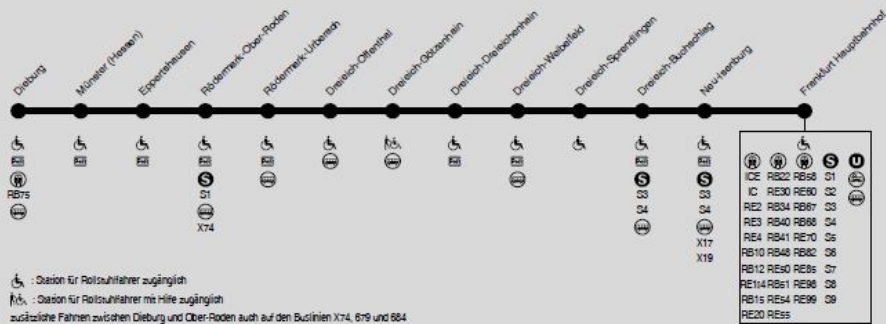 Dieburg
Münster (Hessen)
Eppertshausen
Rödermark-Ober-Roden
Rödermark-Urberach
Dreieich-Offenthal
Dreieich-Götzenhain
Dreieich-Dreieichenhain
Dreieich-Weibelfeld
Dreieich-Sprendlingen
Dreieich-Buchschlag
Neu-Isenburg
Frankfurt Hauptbahnhof
RB75
S
S1
X74
S
S3
S4
S
S3
S4
X17
X19
S U
ICE RB22 RB58 S1
IC RE30 RE60 S2
RE2 RB34 RB67 S3
RE3 RB40 RB68 S4
RE4 RB41 RE70 S5
RB10 RB48 RB82 S6
RB12 RE50 RE85 S7
RE14 RB51 RE98 S8
RB15 RE54 RE99 S9
RE20 RE55
: Station für Rollstuhlfahrer zugänglich
: Station für Rollstuhlfahrer mit Hilfe zugänglich
zusätzliche Fahrten zwischen Dieburg und Ober-Roden auch auf den Buslinien X74, 679 und 684